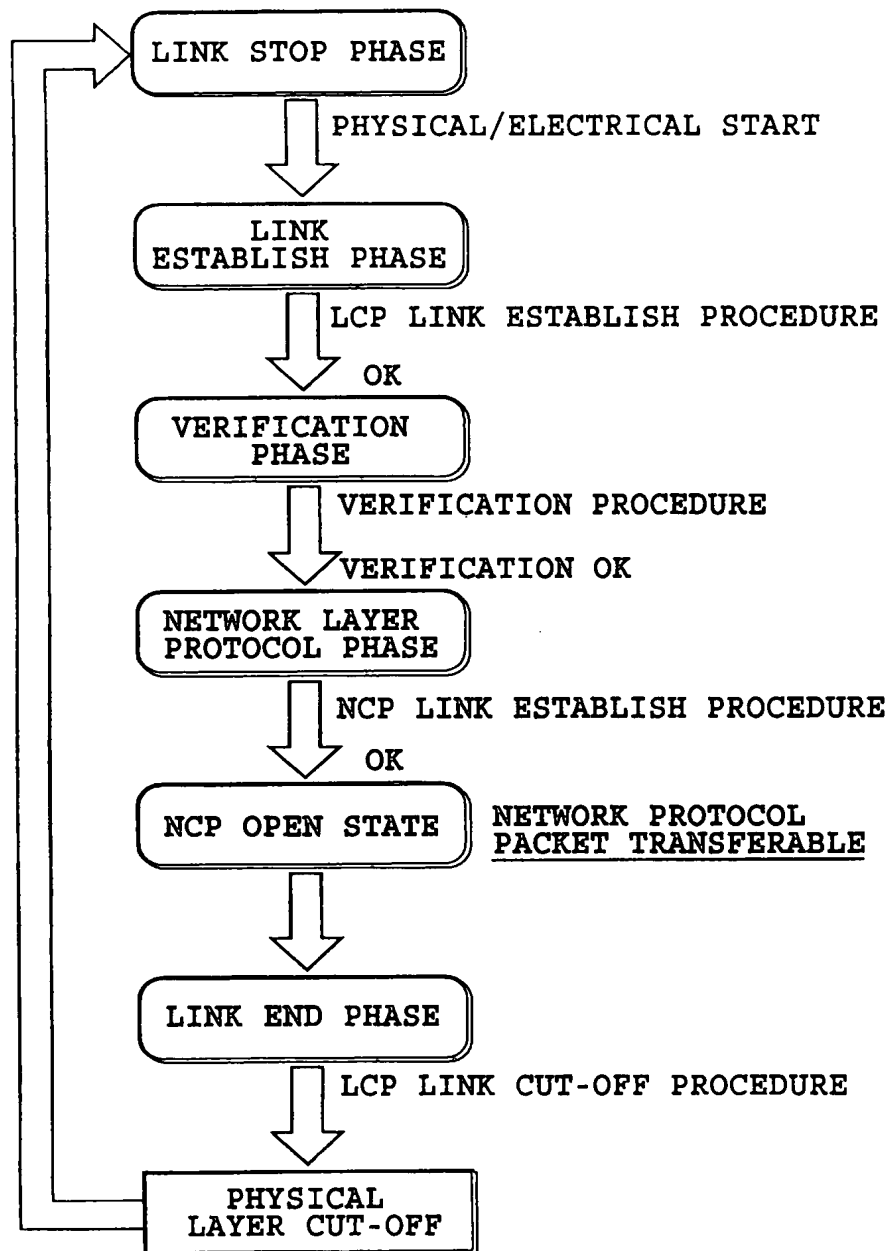 LINK STOP PHASE
PHYSICAL/ELECTRICAL START
LINK
ESTABLISH PHASE
LCP LINK ESTABLISH PROCEDURE
OK
VERIFICATION
PHASE
VERIFICATION PROCEDURE
VERIFICATION OK
NETWORK LAYER
PROTOCOL PHASE
NCP LINK ESTABLISH PROCEDURE
OK
NCP OPEN STATE
NETWORK PROTOCOL
PACKET TRANSFERABLE
LINK END PHASE
LCP LINK CUT-OFF PROCEDURE
PHYSICAL
LAYER CUT-OFF